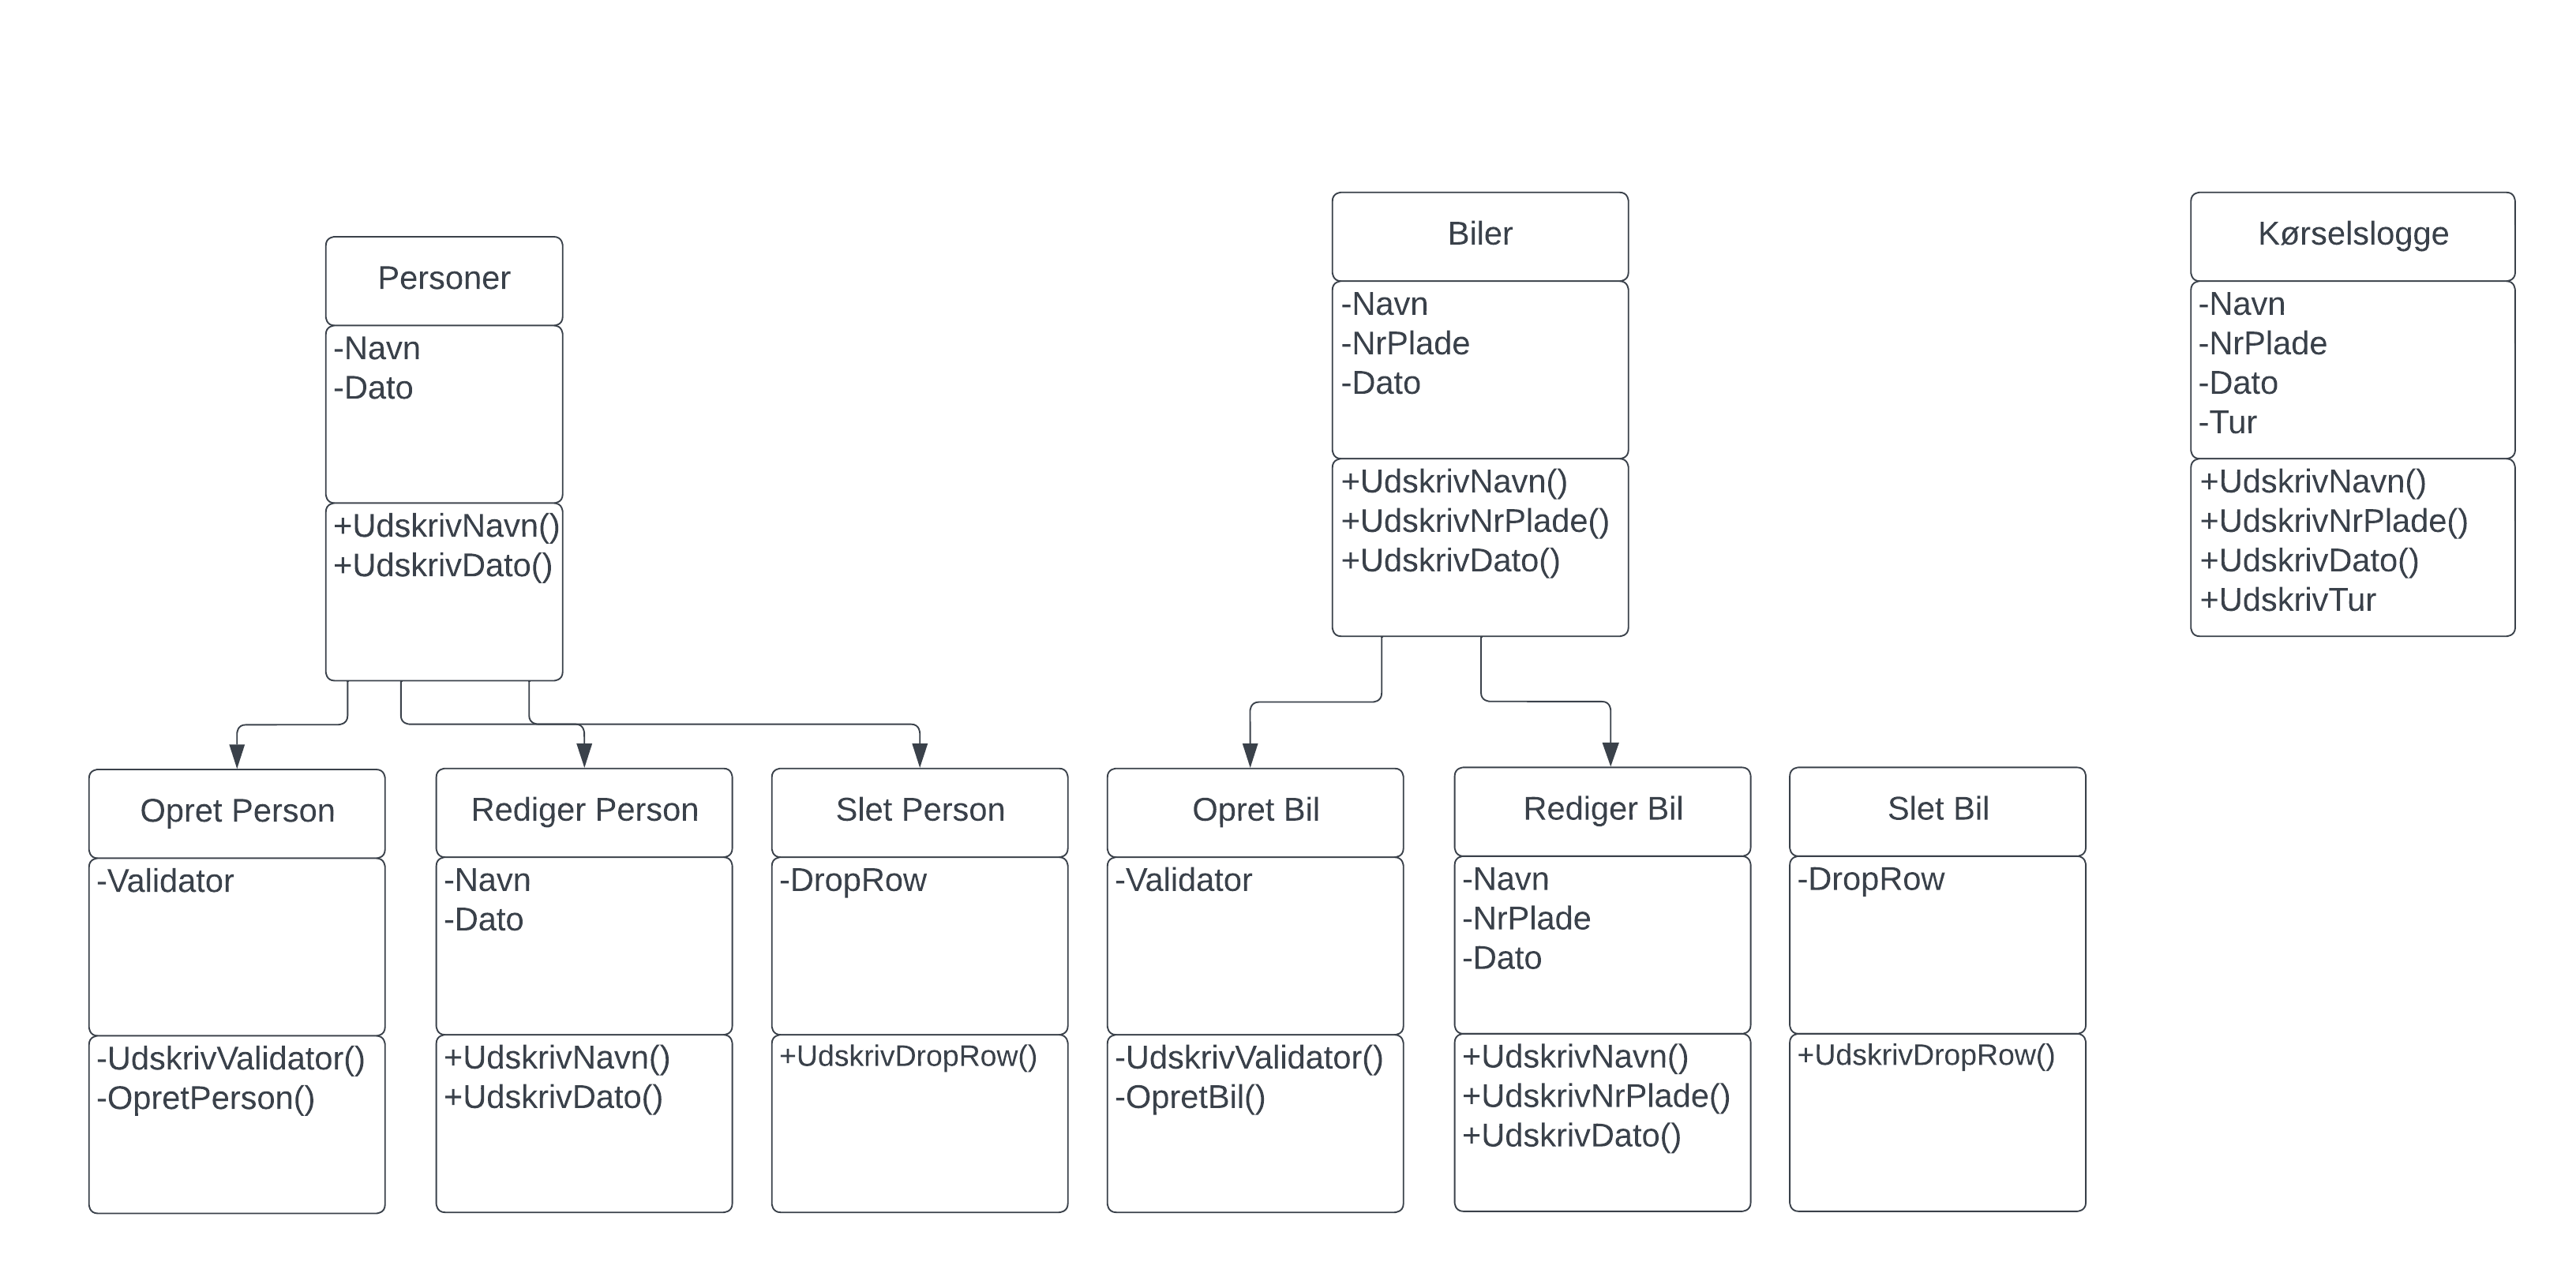 Personer
-Navn
-Dato
+UdskrivNavn()
+UdskrivDato()
Biler
-Navn
-NrPlade
-Dato
+UdskrivNavn()
+UdskrivNrPlade()
+UdskrivDato()
Kørselslogge
-Navn
-NrPlade
-Dato
-Tur
+UdskrivNavn()
+UdskrivNrPlade()
+UdskrivDato()
+UdskrivTur
Opret Person
-Validator
-UdskrivValidator()
-OpretPerson()
Rediger Person
-Navn
-Dato
+UdskrivNavn()
+UdskrivDato()
Slet Person
-DropRow
+UdskrivDropRow()
Opret Bil
-Validator
-UdskrivValidator()
-OpretBil()
Rediger Bil
-Navn
-NrPlade
-Dato
+UdskrivNavn()
+UdskrivNrPlade()
+UdskrivDato()
Slet Bil
-DropRow
+UdskrivDropRow()